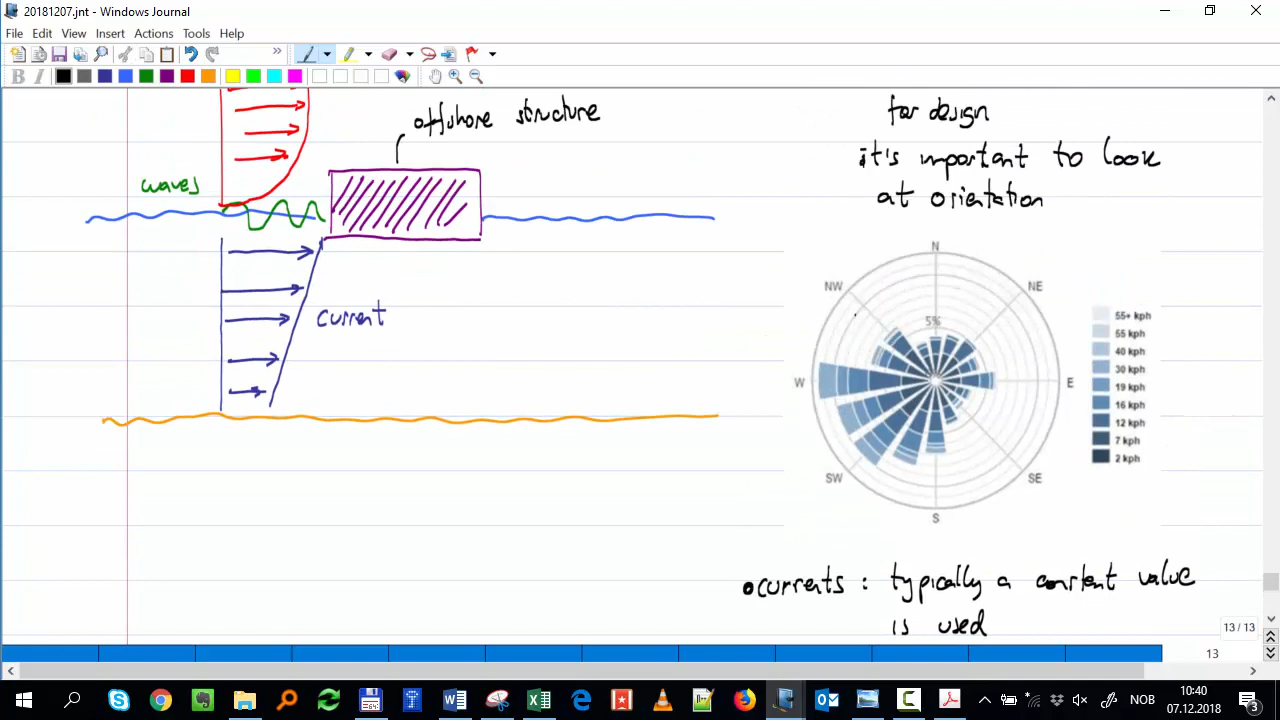 20181207.jnt - Windows Journal
File Edit View Insert Actions Tools Help
B I
offshore structure
waves
current
for design
it's important to look
at orientation
N
NW NE
5%
W E
SW SE
S
55+ kph
55 kph
40 kph
30 kph
19 kph
16 kph
12 kph
7 kph
2 kph
currents : typically a constant value
is used
13 / 13
13
NOB
10:40
07.12.2018
3